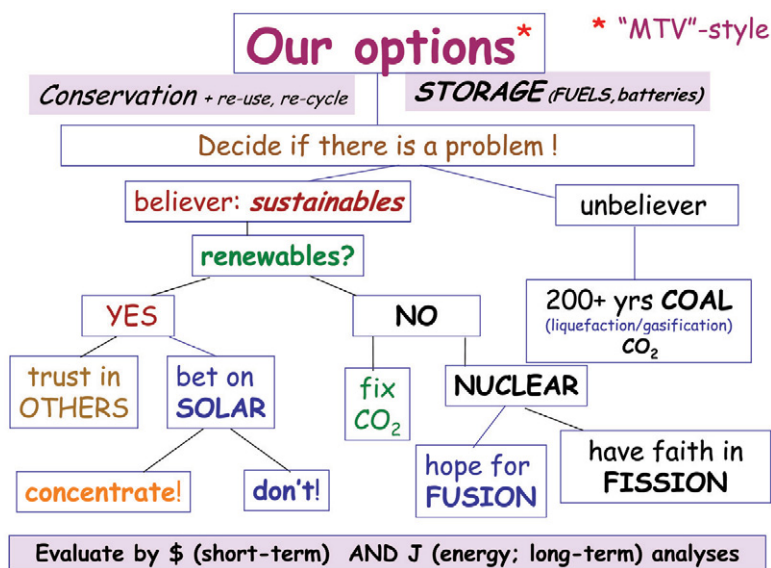 Our options*
* "MTV"-style
Conservation + re-use, re-cycle
STORAGE (FUELS, batteries)
Decide if there is a problem !
believer: sustainables
unbeliever
renewables?
200+ yrs COAL
(liquefaction/gasification)
CO₂
YES
NO
trust in
OTHERS
bet on
SOLAR
fix
CO₂
NUCLEAR
concentrate!
don't!
hope for
FUSION
have faith in
FISSION
Evaluate by $ (short-term) AND J (energy; long-term) analyses